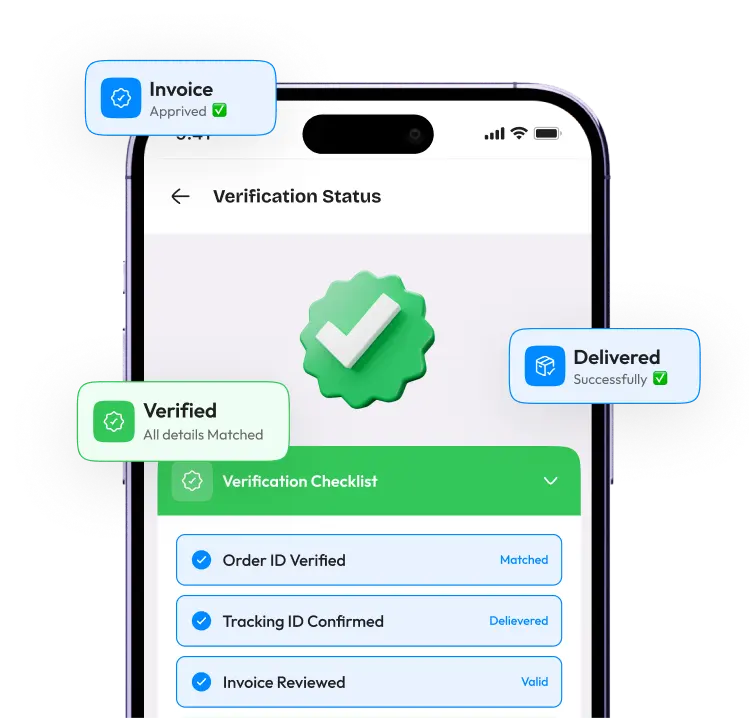 Invoice
Apprived ✅
Verification Status
Delivered
Successfully ✅
Verified
All details Matched
Verification Checklist
Order ID Verified Matched
Tracking ID Confirmed Delievered
Invoice Reviewed Valid